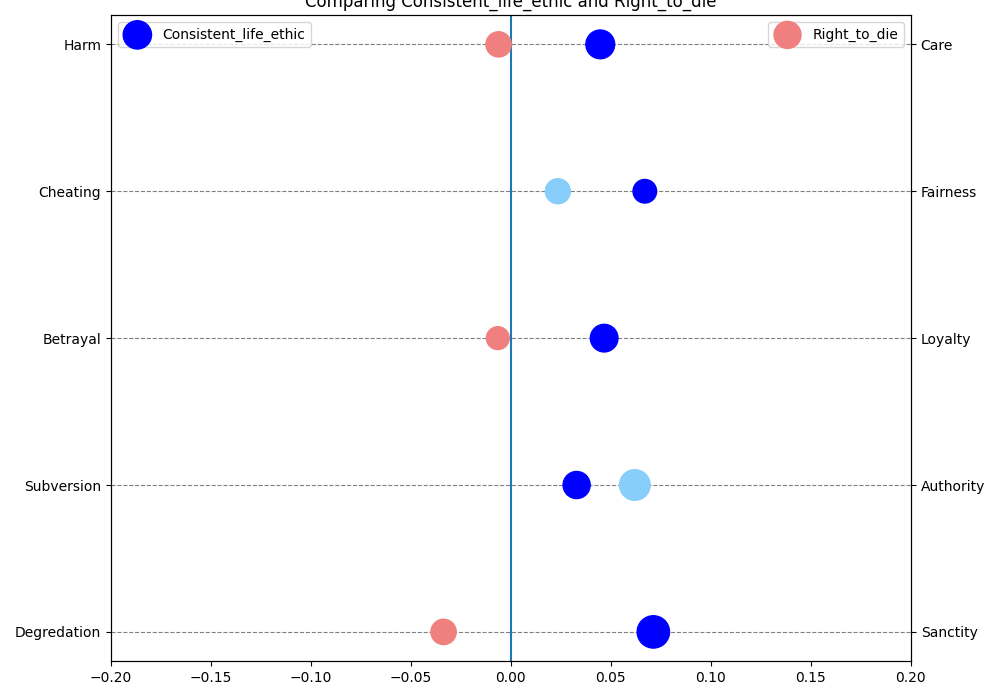 Comparing Consistent_life_ethic and Right_to_die
Consistent_life_ethic
Right_to_die
Harm
Care
Cheating
Fairness
Betrayal
Loyalty
Subversion
Authority
Degredation
Sanctity
−0.20 −0.15 −0.10 −0.05 0.00 0.05 0.10 0.15 0.20